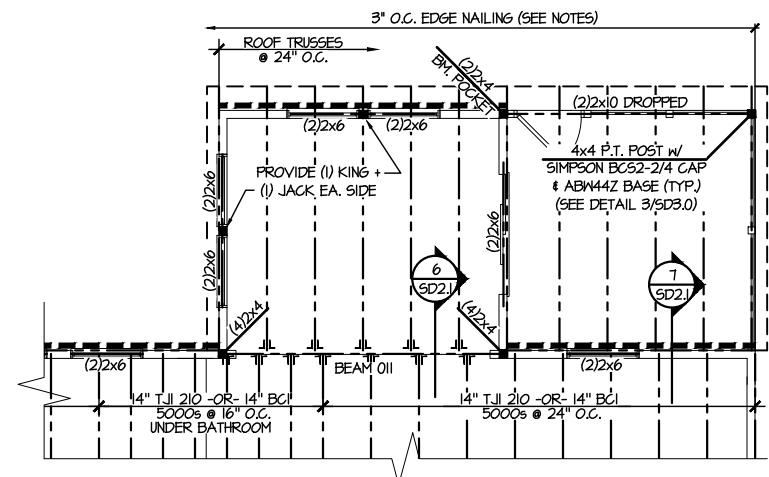 3" O.C. EDGE NAILING (SEE NOTES)
ROOF TRUSSES
@ 24" O.C.
(2)2x4
BM. POCKET
(2)2x6
(2)2x6
(2)2x10 DROPPED
PROVIDE (1) KING +
(1) JACK EA. SIDE
4x4 P.T. POST w/
SIMPSON BCS2-2/4 CAP
& ABW44Z BASE (TYP.)
(SEE DETAIL 3/SD3.0)
(2)2x6
(2)2x6
(2)2x6
6
SD2.1
7
SD2.1
(4)2x4
(4)2x4
(2)2x6
BEAM 011
(2)2x6
14" TJI 210 -OR- 14" BCI
5000s @ 16" O.C.
UNDER BATHROOM
14" TJI 210 -OR- 14" BCI
5000s @ 24" O.C.